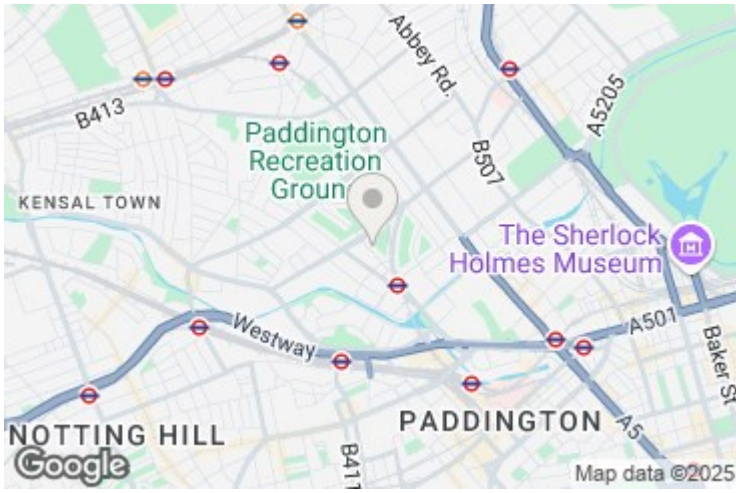 Abbey Rd.
A5205
B413
Paddington
Recreation
Groun
B507
KENSAL TOWN
The Sherlock
Holmes Museum
Westway
A501
Baker St
NOTTING HILL
PADDINGTON
A5
B411
Google
Map data ©2025